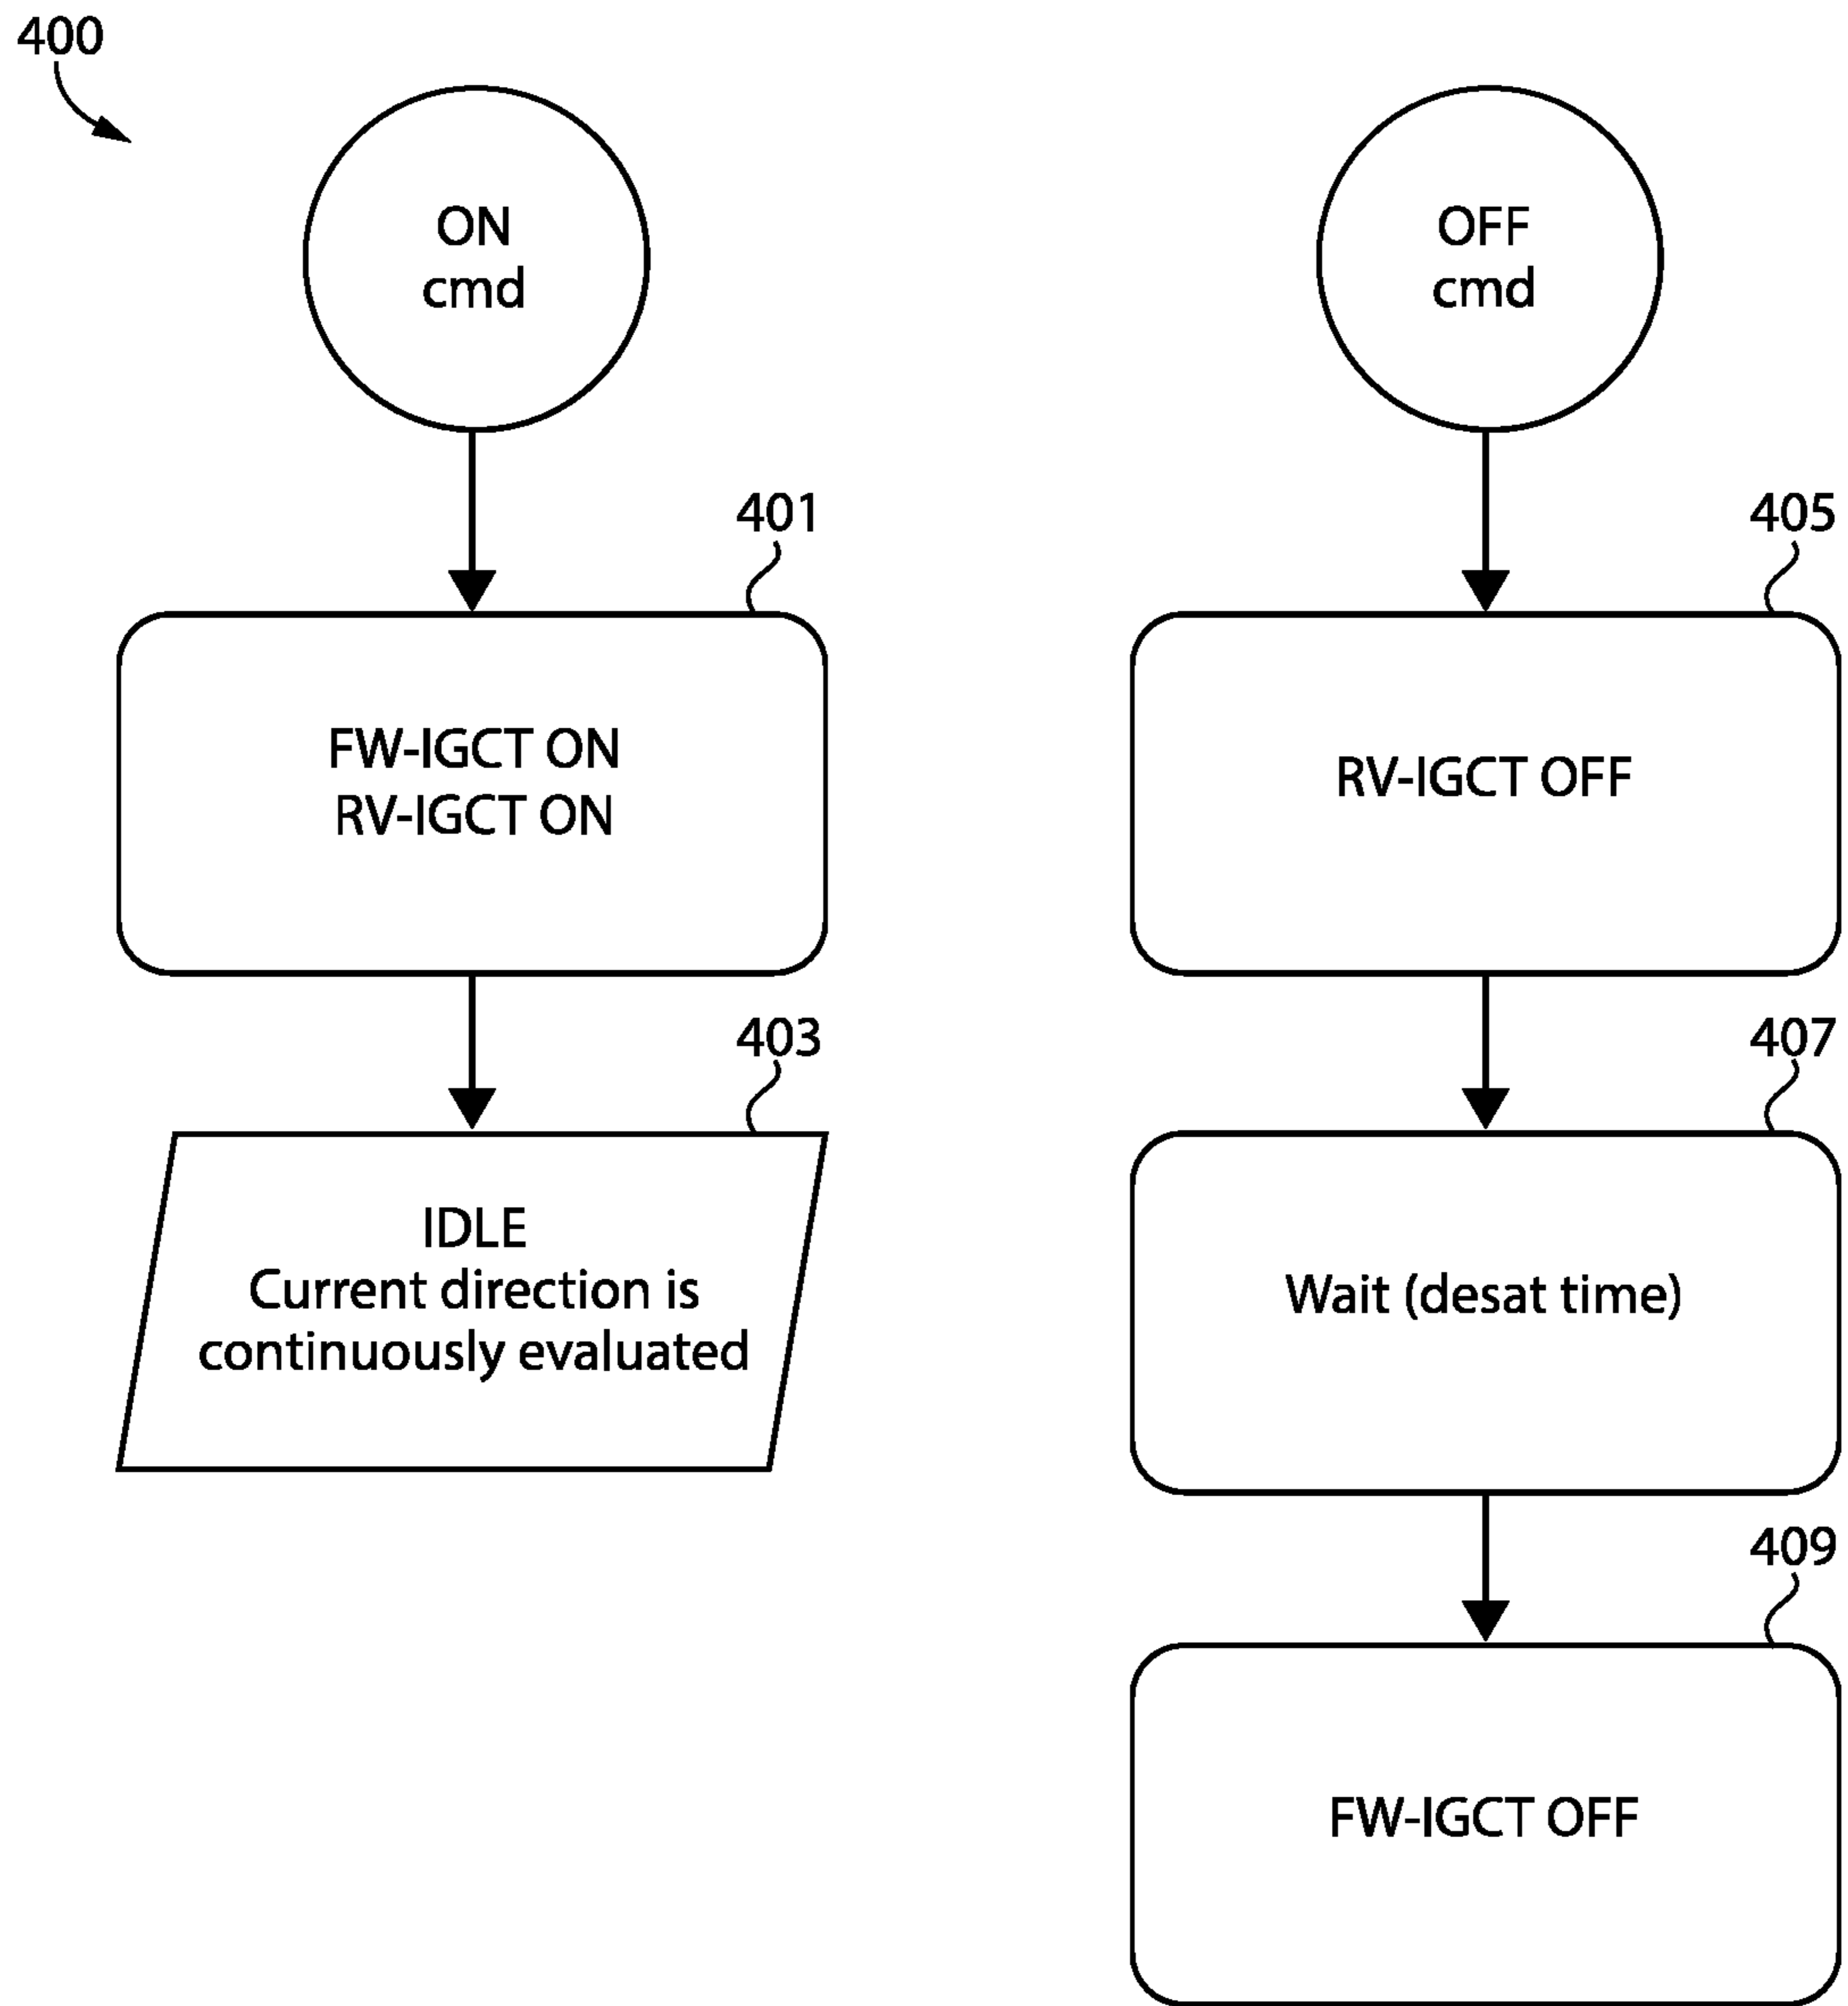 400
ON
cmd
401
FW-IGCT ON
RV-IGCT ON
403
IDLE
Current direction is
continuously evaluated
OFF
cmd
405
RV-IGCT OFF
407
Wait (desat time)
409
FW-IGCT OFF